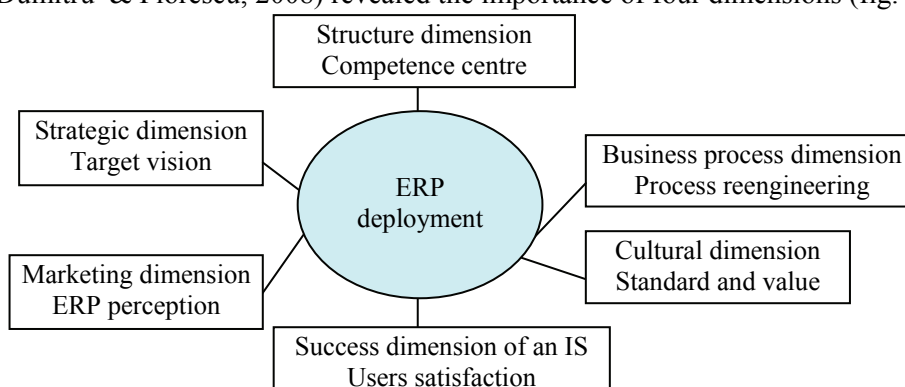 Dumitru & Florescu, 2008) revealed the importance of four dimensions (fig.
Structure dimension
Competence centre
Strategic dimension
Target vision
Business process dimension
Process reengineering
ERP
deployment
Cultural dimension
Standard and value
Marketing dimension
ERP perception
Success dimension of an IS
Users satisfaction